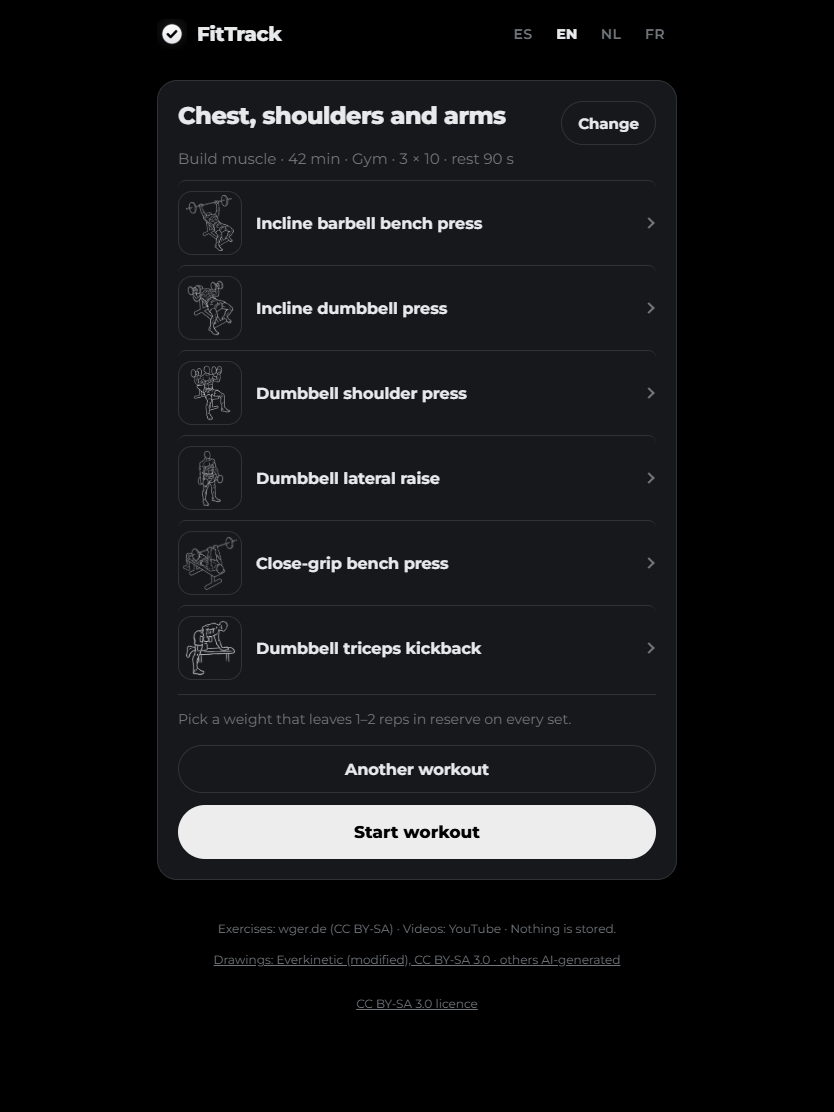 FitTrack
ES EN NL FR
Chest, shoulders and arms
Change
Build muscle · 42 min · Gym · 3 × 10 · rest 90 s
Incline barbell bench press
Incline dumbbell press
Dumbbell shoulder press
Dumbbell lateral raise
Close-grip bench press
Dumbbell triceps kickback
Pick a weight that leaves 1–2 reps in reserve on every set.
Another workout
Start workout
Exercises: wger.de (CC BY-SA) · Videos: YouTube · Nothing is stored.
Drawings: Everkinetic (modified), CC BY-SA 3.0 · others AI-generated
CC BY-SA 3.0 licence